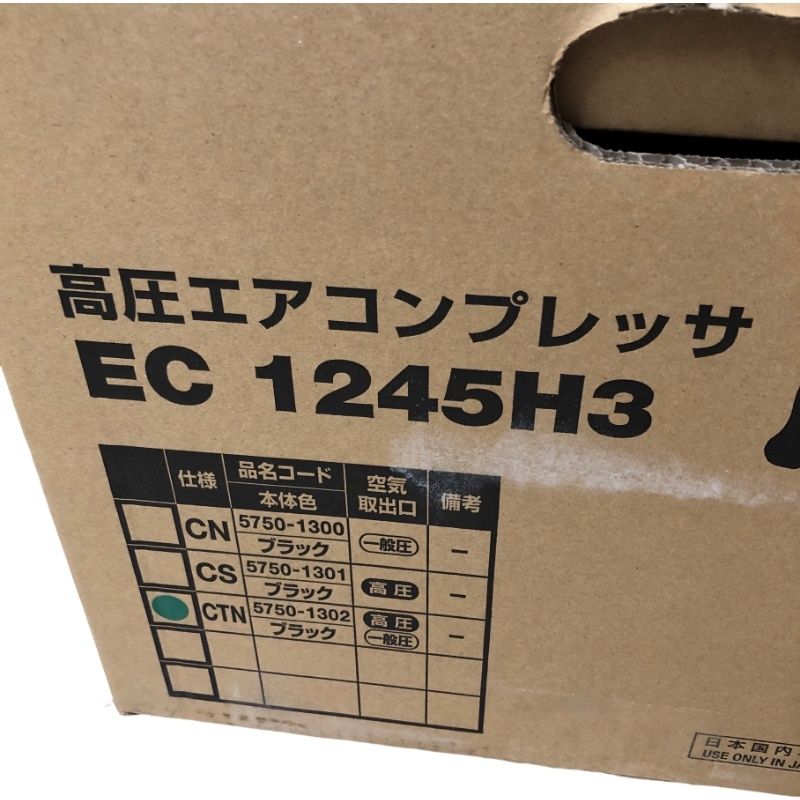 高圧エアコンプレッサ
EC 1245H3
仕様 品名コード 本体色 空気取出口 備考
CN 5750-1300 ブラック 一般圧 –
CS 5750-1301 ブラック 高圧 –
CTN 5750-1302 ブラック 高圧 一般圧 –
日本国内
USE ONLY IN JA